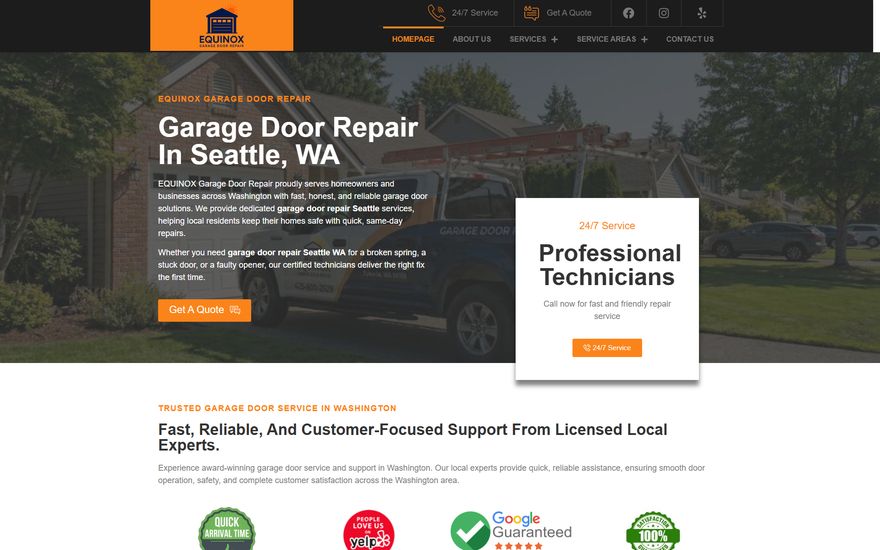 EQUINOX
GARAGE DOOR REPAIR
24/7 Service
Get A Quote
HOMEPAGE
ABOUT US
SERVICES +
SERVICE AREAS +
CONTACT US
EQUINOX GARAGE DOOR REPAIR
Garage Door Repair
In Seattle, WA
EQUINOX Garage Door Repair proudly serves homeowners and
businesses across Washington with fast, honest, and reliable garage door
solutions. We provide dedicated garage door repair Seattle services,
helping local residents keep their homes safe with quick, same-day
repairs.
Whether you need garage door repair Seattle WA for a broken spring, a
stuck door, or a faulty opener, our certified technicians deliver the right fix
the first time.
Get A Quote
GARAGE DOOR
24/7 Service
Professional
Technicians
Call now for fast and friendly repair
service
24/7 Service
TRUSTED GARAGE DOOR SERVICE IN WASHINGTON
Fast, Reliable, And Customer-Focused Support From Licensed Local
Experts.
Experience award-winning garage door service and support in Washington. Our local experts provide quick, reliable assistance, ensuring smooth door
operation, safety, and complete customer satisfaction across the Washington area.
QUICK
ARRIVAL TIME
PEOPLE
LOVE US
ON
yelp
Google
Guaranteed
SATISFACTION
100%